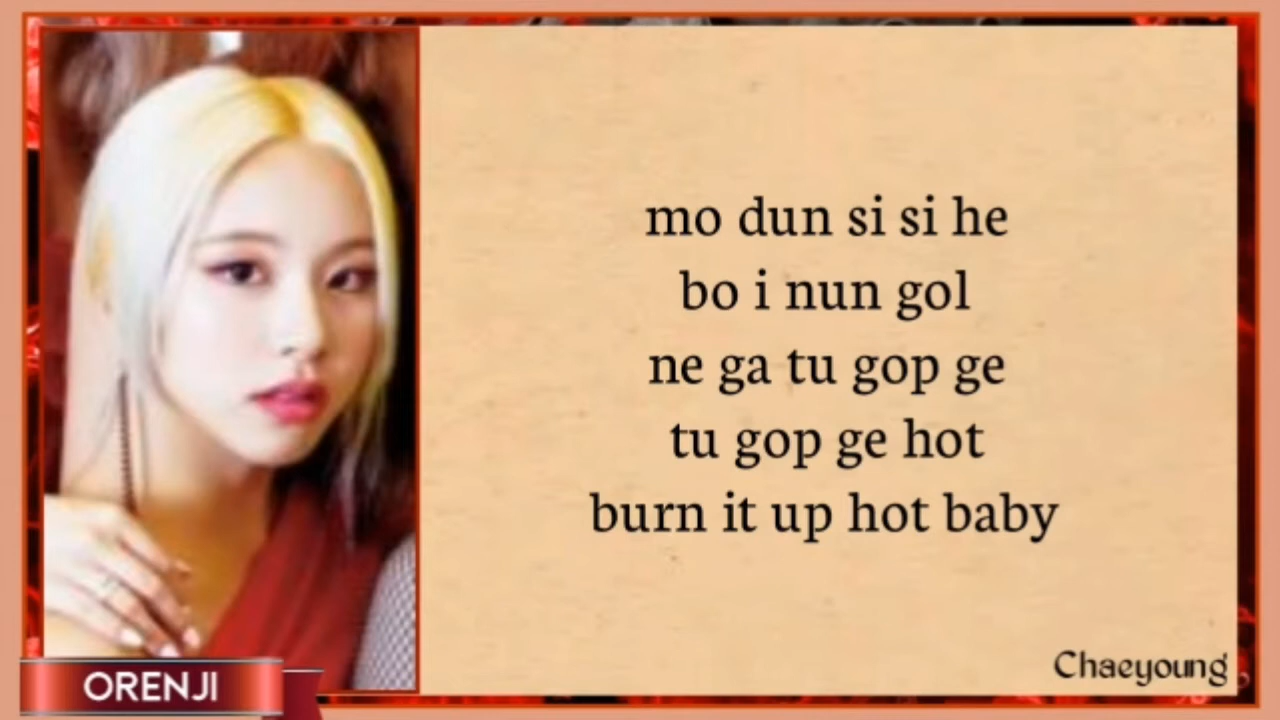 mo dun si si he
bo i nun gol
ne ga tu gop ge
tu gop ge hot
burn it up hot baby
Chaeyoung
ORENJI